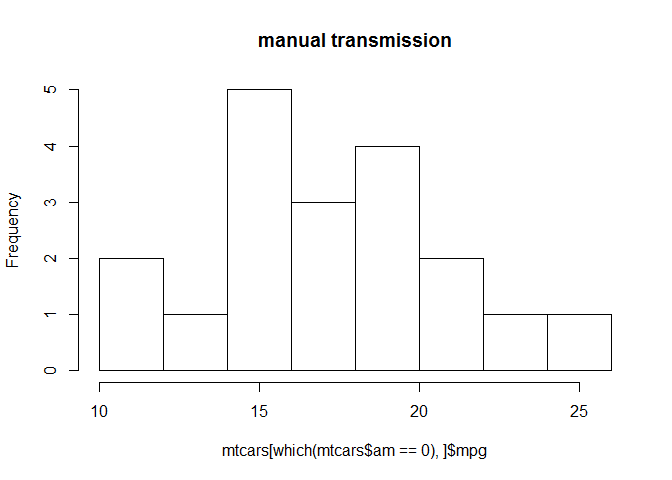 manual transmission
Frequency
5
4
3
2
1
0
10 15 20 25
mtcars[which(mtcars$am == 0), ]$mpg